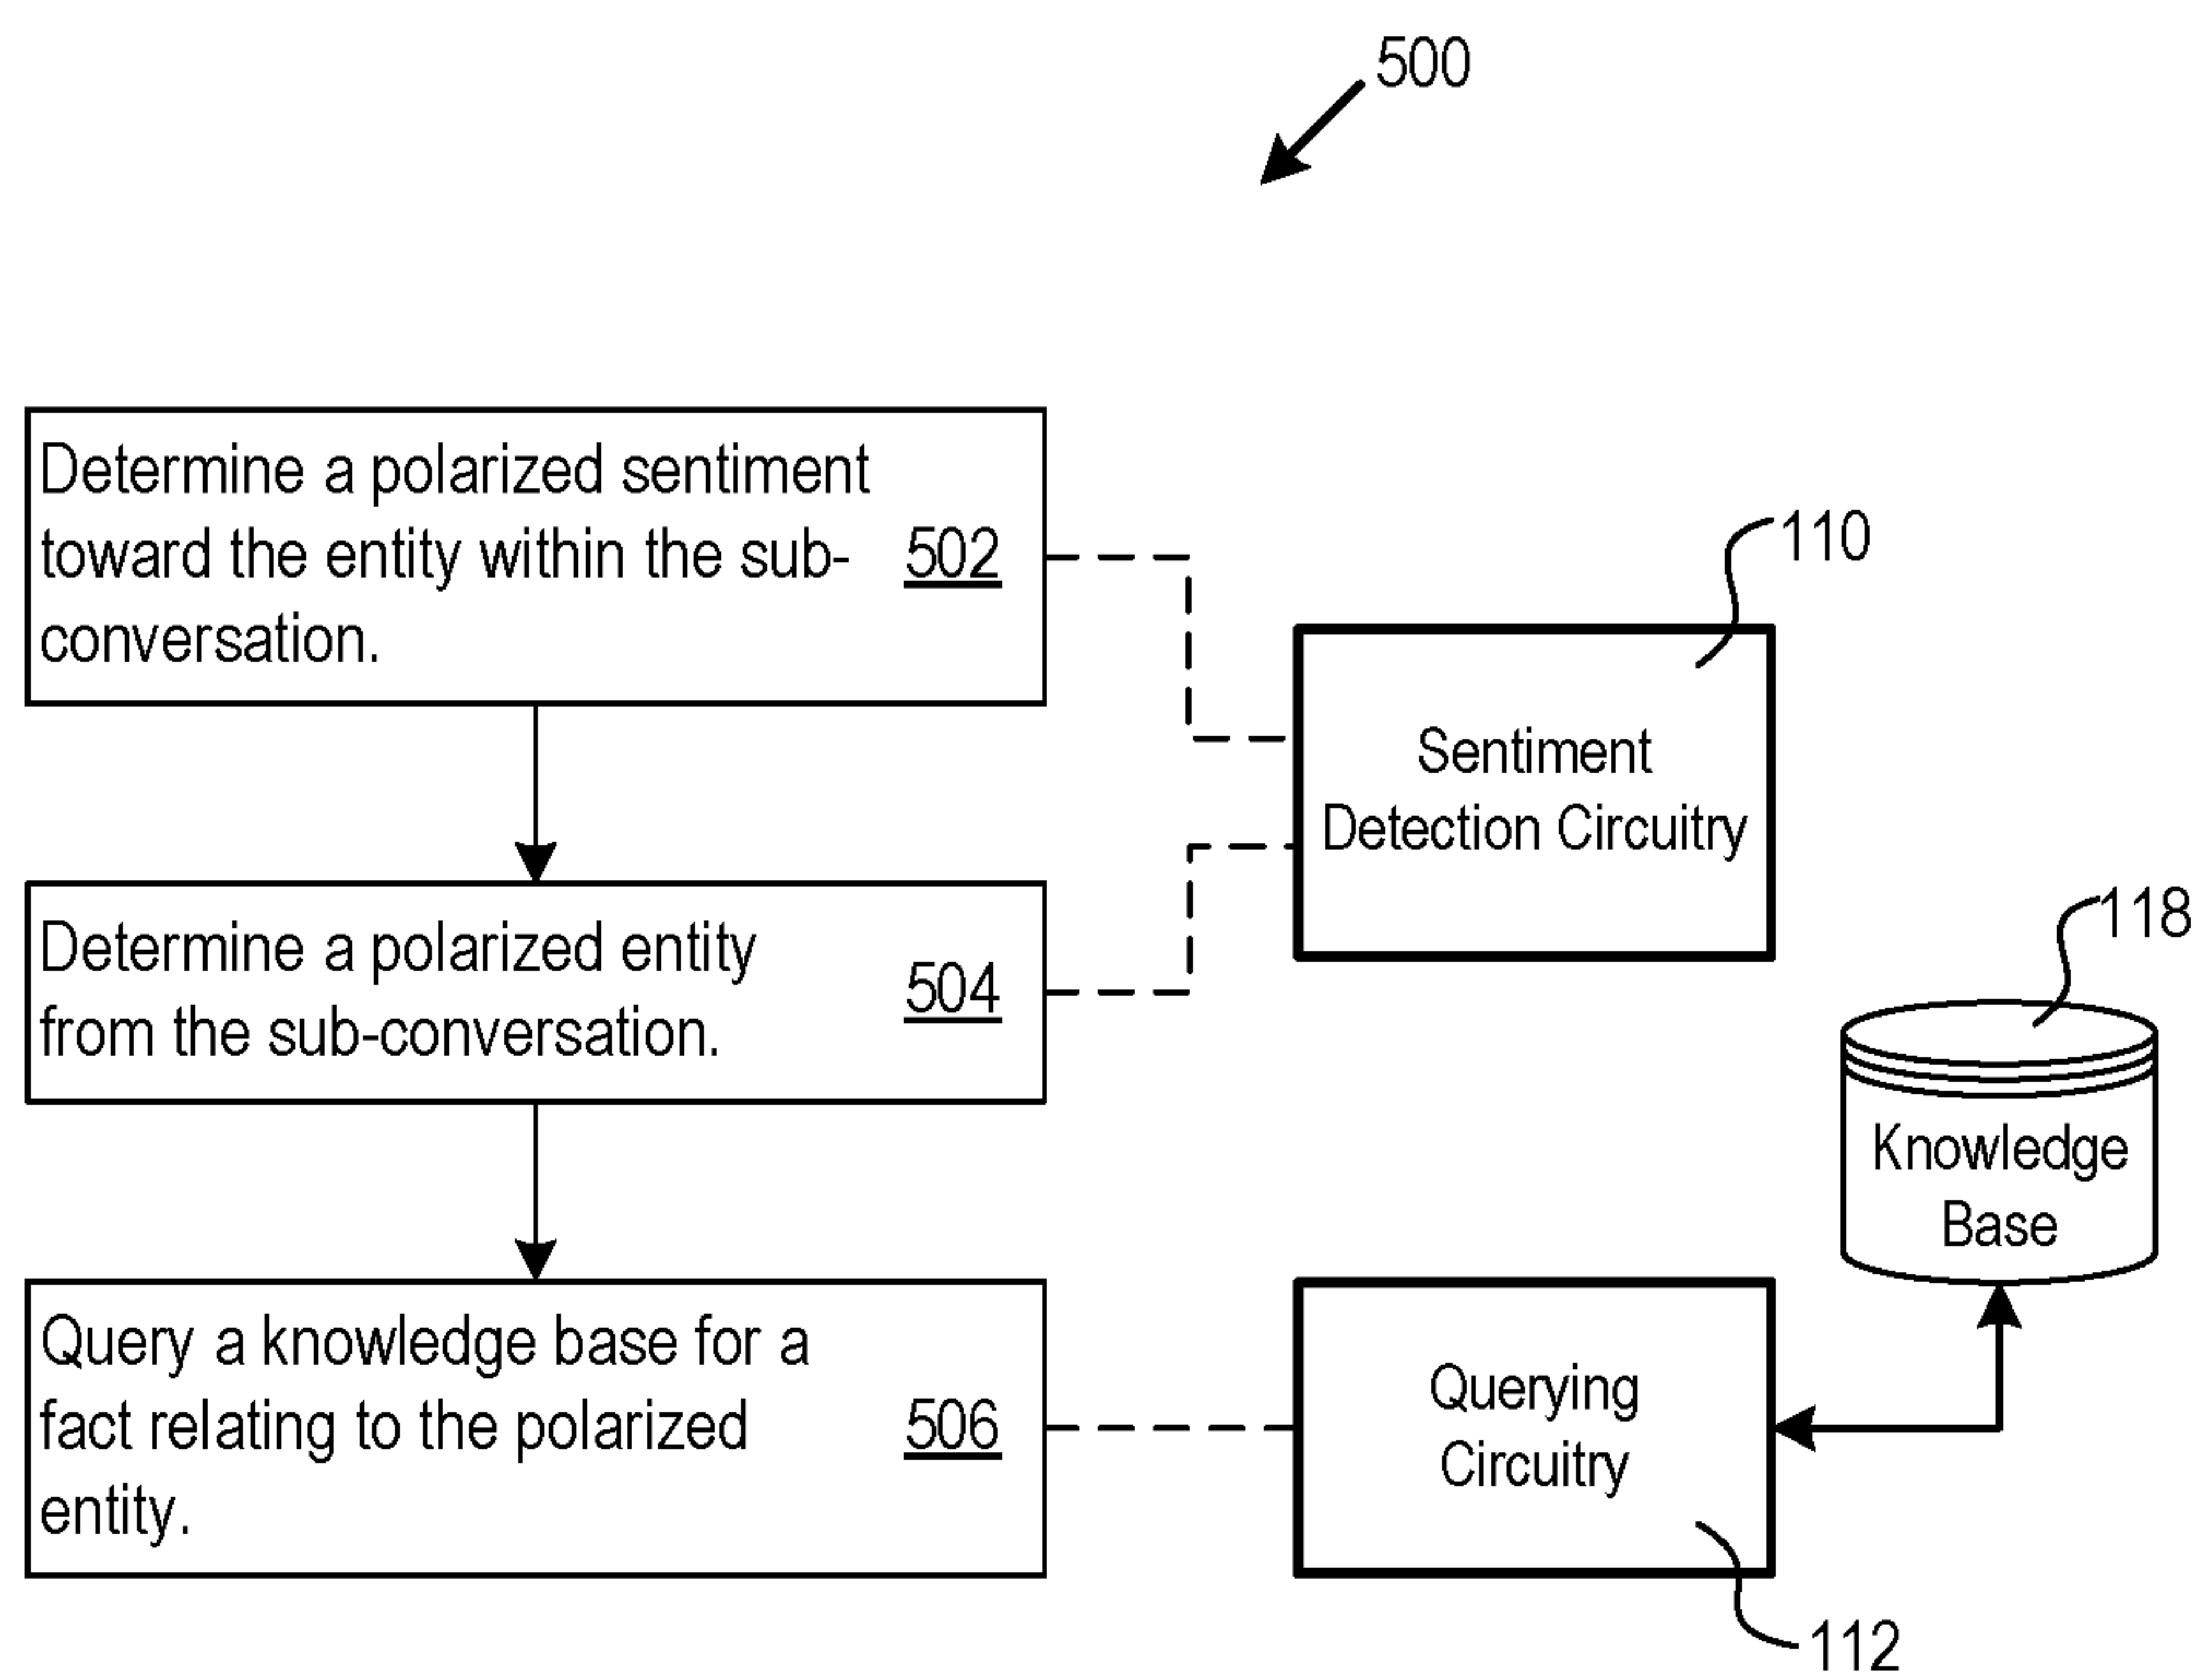 500
Determine a polarized sentiment
toward the entity within the sub-
conversation.
502
110
Sentiment
Detection Circuitry
Determine a polarized entity
from the sub-conversation.
504
118
Knowledge
Base
Query a knowledge base for a
fact relating to the polarized
entity.
506
Querying
Circuitry
112